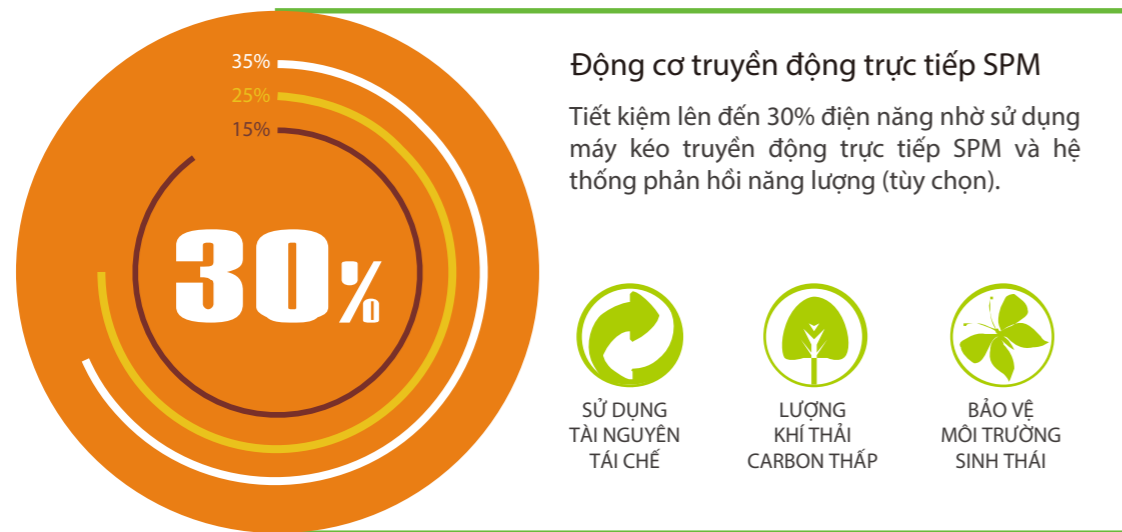 35%
25%
15%
30%
Động cơ truyền động trực tiếp SPM
Tiết kiệm lên đến 30% điện năng nhờ sử dụng
máy kéo truyền động trực tiếp SPM và hệ
thống phản hồi năng lượng (tùy chọn).
SỬ DỤNG
TÀI NGUYÊN
TÁI CHẾ
LƯỢNG
KHÍ THẢI
CARBON THẤP
BẢO VỆ
MÔI TRƯỜNG
SINH THÁI